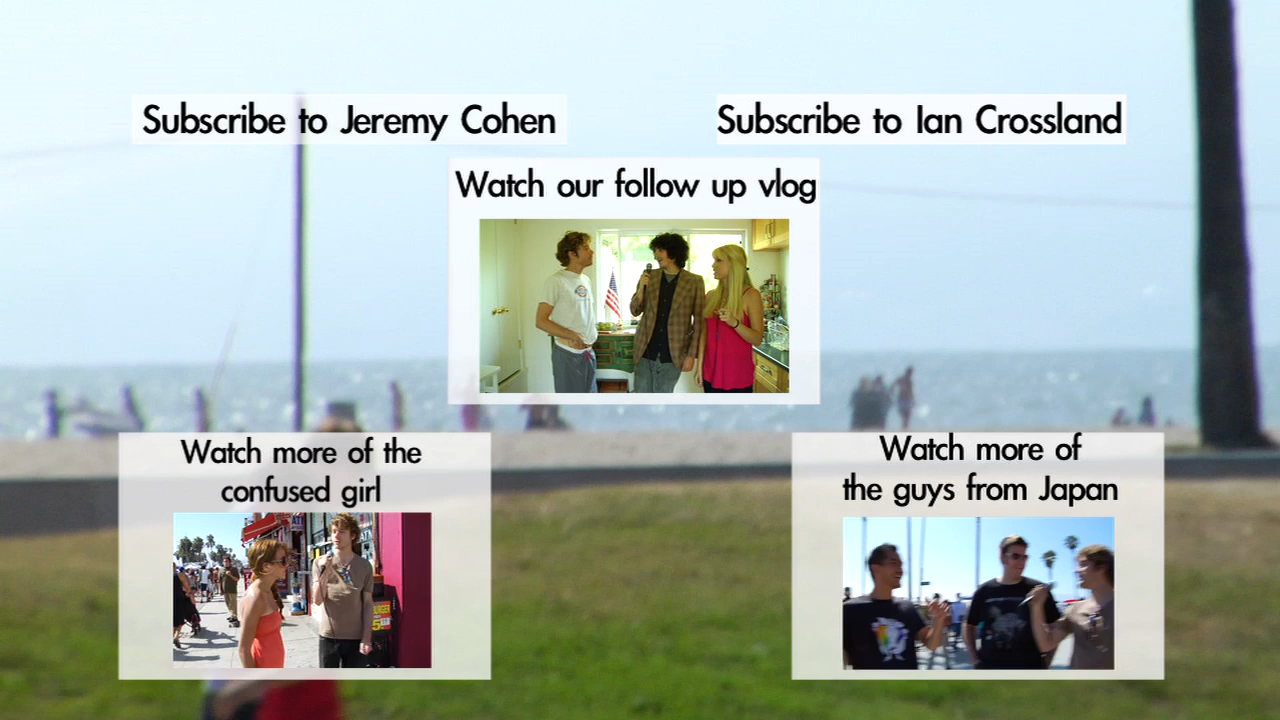 Subscribe to Jeremy Cohen
Subscribe to Ian Crossland
Watch our follow up vlog
Watch more of the
confused girl
Watch more of
the guys from Japan
BURGER